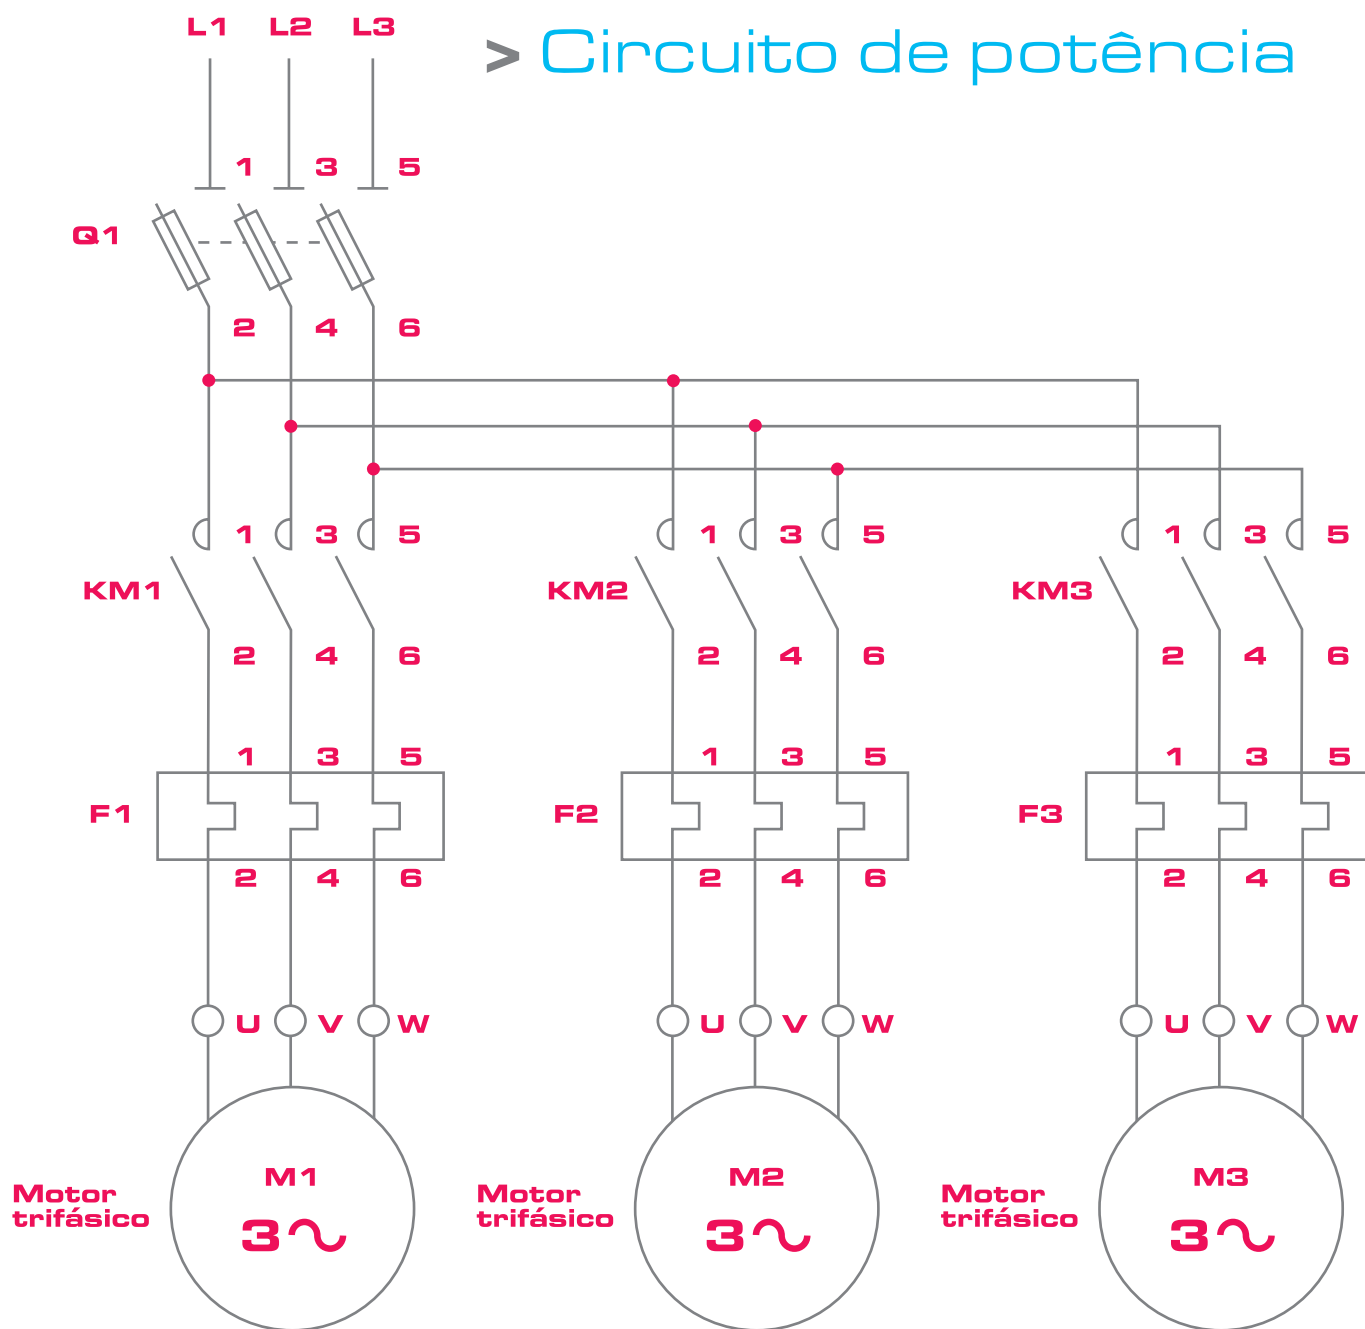 L1 L2 L3
> Circuito de potência
1 3 5
Q1
2 4 6
1 3 5 1 3 5 1 3 5
KM1 KM2 KM3
2 4 6 2 4 6 2 4 6
1 3 5 1 3 5 1 3 5
F1 F2 F3
2 4 6 2 4 6 2 4 6
U V W U V W U V W
M1 M2 M3
Motor Motor Motor
trifásico trifásico trifásico
3~ 3~ 3~